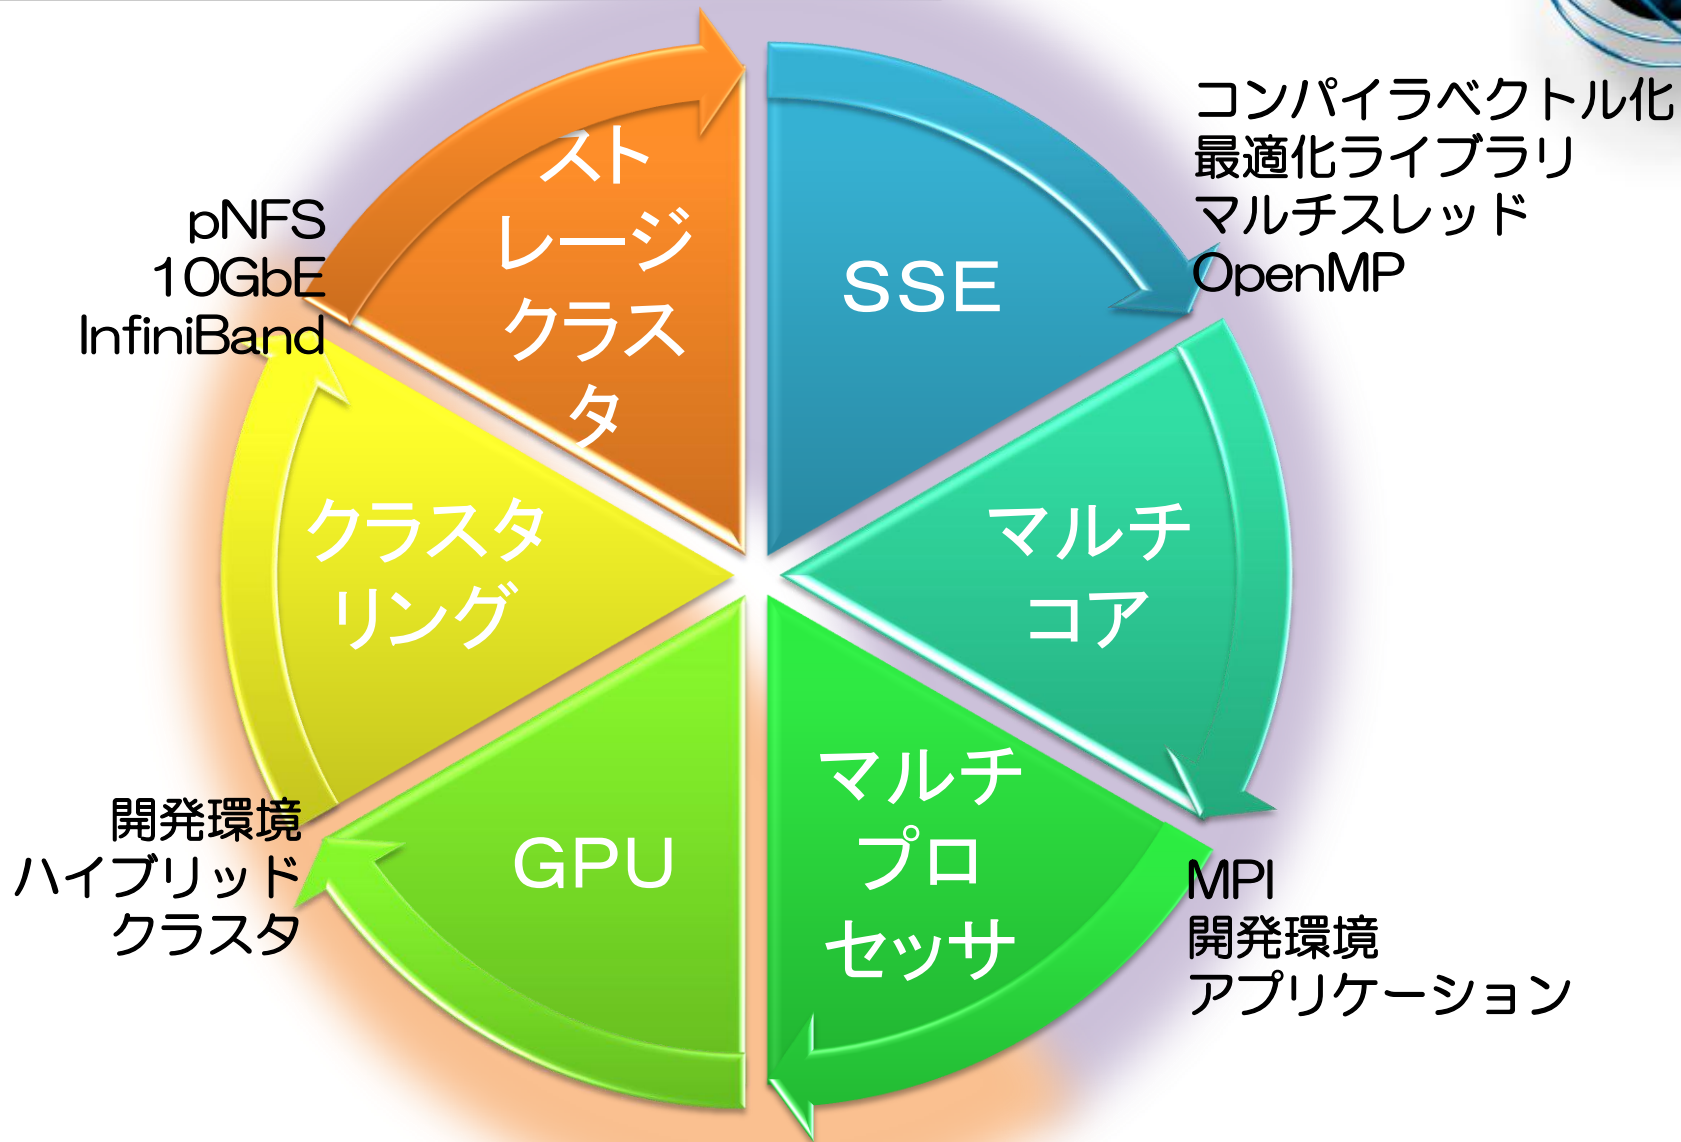 スト
レージ
クラス
タ
SSE
コンパイラベクトル化
最適化ライブラリ
マルチスレッド
OpenMP
pNFS
10GbE
InfiniBand
クラスタ
リング
マルチ
コア
GPU
マルチ
プロ
セッサ
開発環境
ハイブリッド
クラスタ
MPI
開発環境
アプリケーション